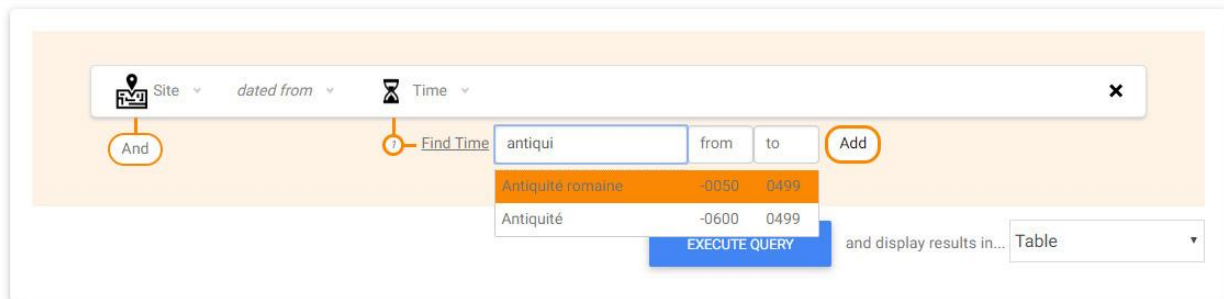 Site dated from Time
And 1 Find Time antiqui from to Add
Antiquité romaine -0050 0499
Antiquité -0600 0499
EXECUTE QUERY and display results in... Table